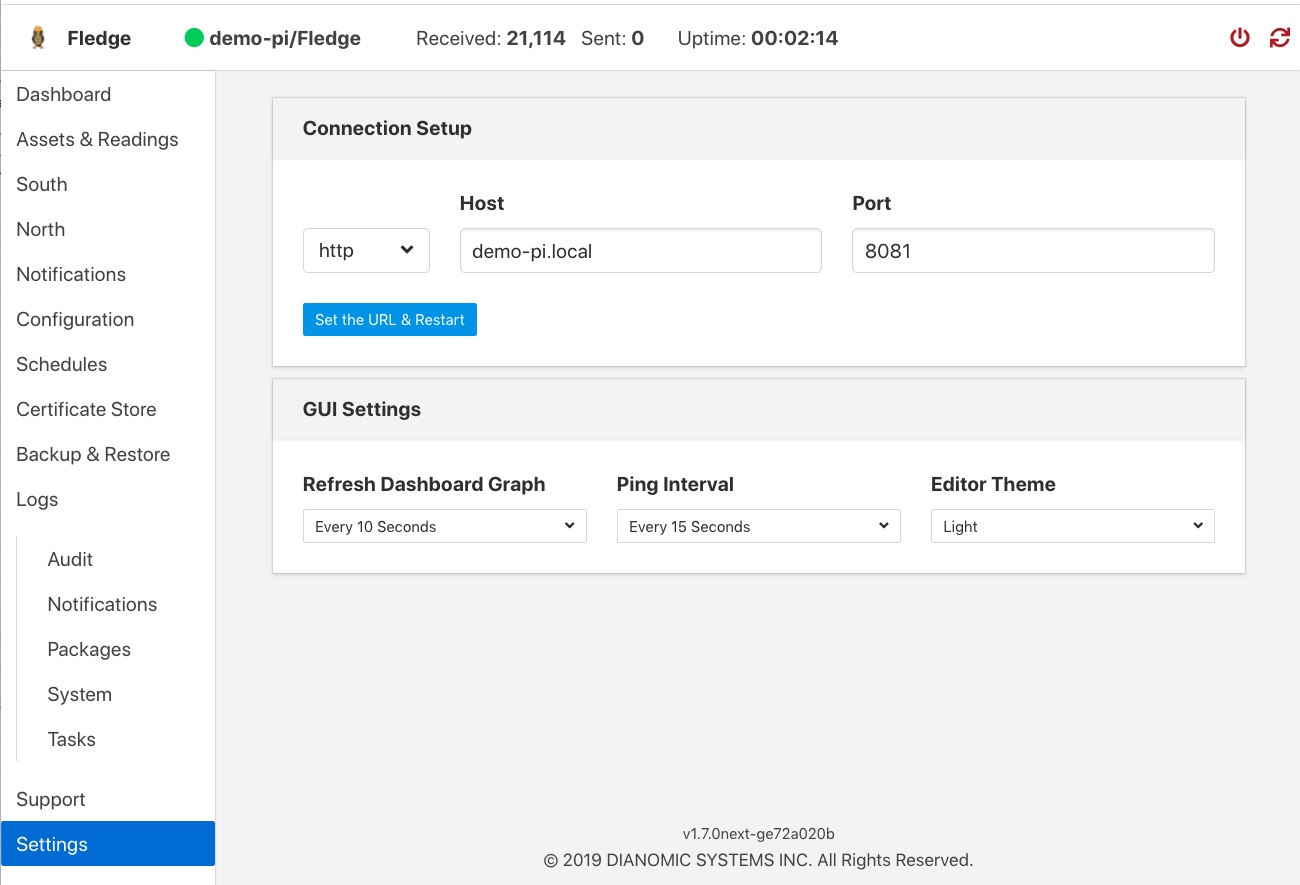 Fledge demo-pi/Fledge Received: 21,114 Sent: 0 Uptime: 00:02:14
Dashboard
Assets & Readings
South
North
Notifications
Configuration
Schedules
Certificate Store
Backup & Restore
Logs
Audit
Notifications
Packages
System
Tasks
Support
Settings
Connection Setup
Host Port
http demo-pi.local 8081
Set the URL & Restart
GUI Settings
Refresh Dashboard Graph Ping Interval Editor Theme
Every 10 Seconds Every 15 Seconds Light
v1.7.0next-ge72a020b
© 2019 DIANOMIC SYSTEMS INC. All Rights Reserved.